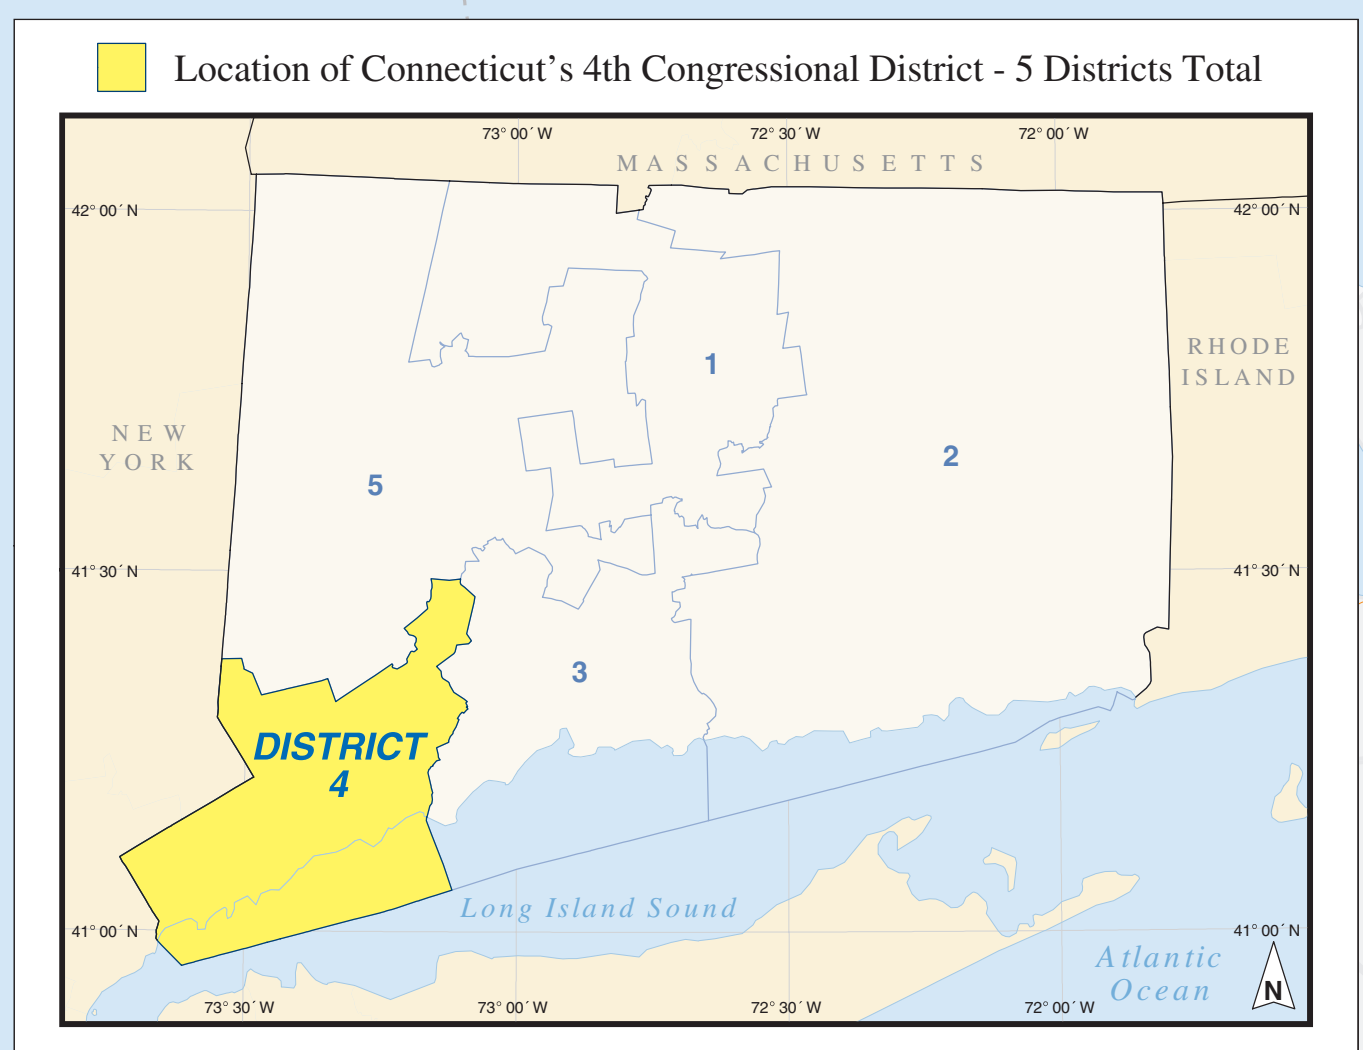 Location of Connecticut's 4th Congressional District - 5 Districts Total
73° 00´ W
72° 30´ W
72° 00´ W
MASSACHUSETTS
42° 00´ N
42° 00´ N
RHODE
ISLAND
1
NEW
YORK
2
5
41° 30´ N
41° 30´ N
3
DISTRICT
4
Long Island Sound
41° 00´ N
41° 00´ N
Atlantic
Ocean
N
73° 30´ W
73° 00´ W
72° 30´ W
72° 00´ W